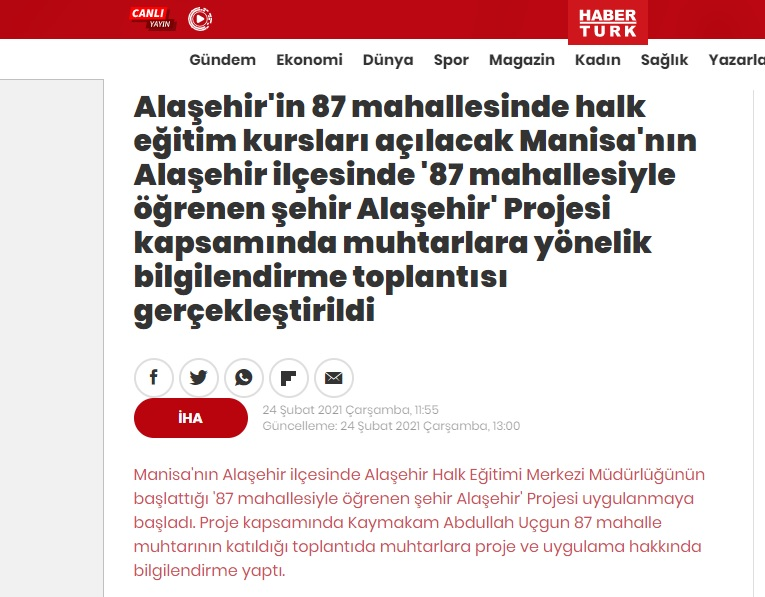 CANLI
YAYIN
HABER
TURK
Gündem Ekonomi Dünya Spor Magazin Kadın Sağlık Yazarla
Alaşehir'in 87 mahallesinde halk
eğitim kursları açılacak Manisa'nın
Alaşehir ilçesinde '87 mahallesiyle
öğrenen şehir Alaşehir' Projesi
kapsamında muhtarlara yönelik
bilgilendirme toplantısı
gerçekleştirildi
İHA
24 Şubat 2021 Çarşamba, 11:55
Güncelleme: 24 Şubat 2021 Çarşamba, 13:00
Manisa'nın Alaşehir ilçesinde Alaşehir Halk Eğitimi Merkezi Müdürlüğünün
başlattığı '87 mahallesiyle öğrenen şehir Alaşehir' Projesi uygulanmaya
başladı. Proje kapsamında Kaymakam Abdullah Uçgun 87 mahalle
muhtarının katıldığı toplantıda muhtarlara proje ve uygulama hakkında
bilgilendirme yaptı.